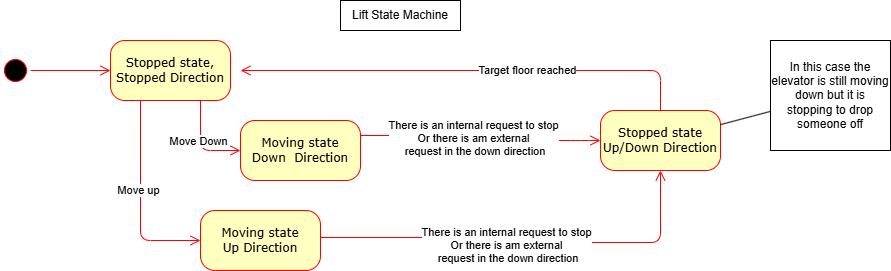 Lift State Machine
Stopped state,
Stopped Direction
Target floor reached
In this case the
elevator is still moving
down but it is
stopping to drop
someone off
Move Down
Moving state
Down  Direction
There is an internal request to stop
Or there is am external
request in the down direction
Stopped state
Up/Down Direction
Move up
Moving state
Up Direction
There is an internal request to stop
Or there is am external
request in the down direction